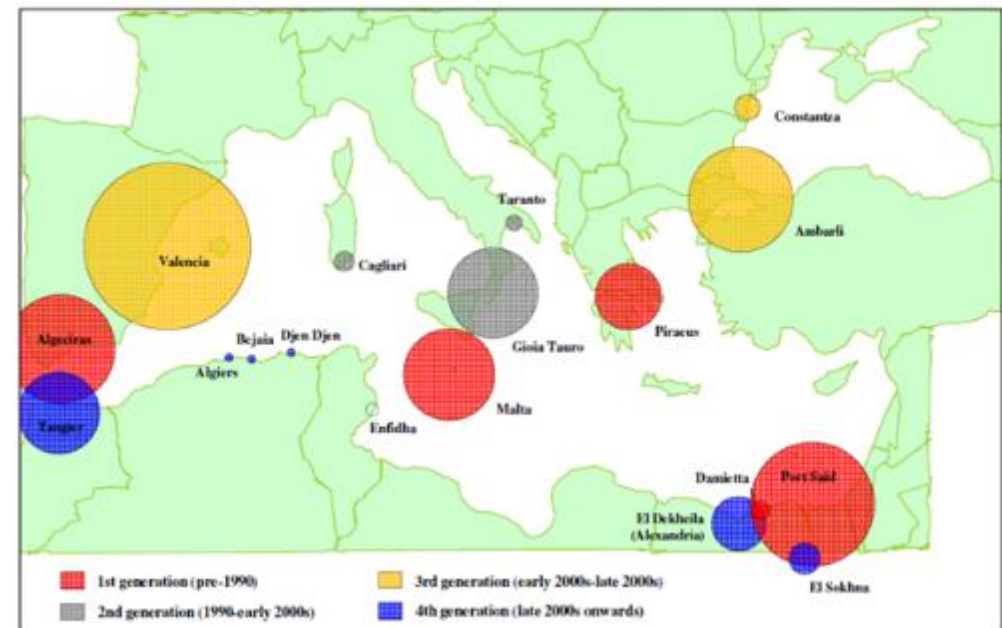 Constantza
Taranto
Ambarli
Valencia
Cagliari
Algeciras
Bejaia
Djen Djen
Gioia Tauro
Piraeus
Algiers
Malta
Tangier
Enfidha
Damietta
Port Said
El Dekheila
(Alexandria)
El Sokhna
1st generation (pre-1990)
3rd generation (early 2000s-late 2000s)
2nd generation (1990-early 2000s)
4th generation (late 2000s onwards)